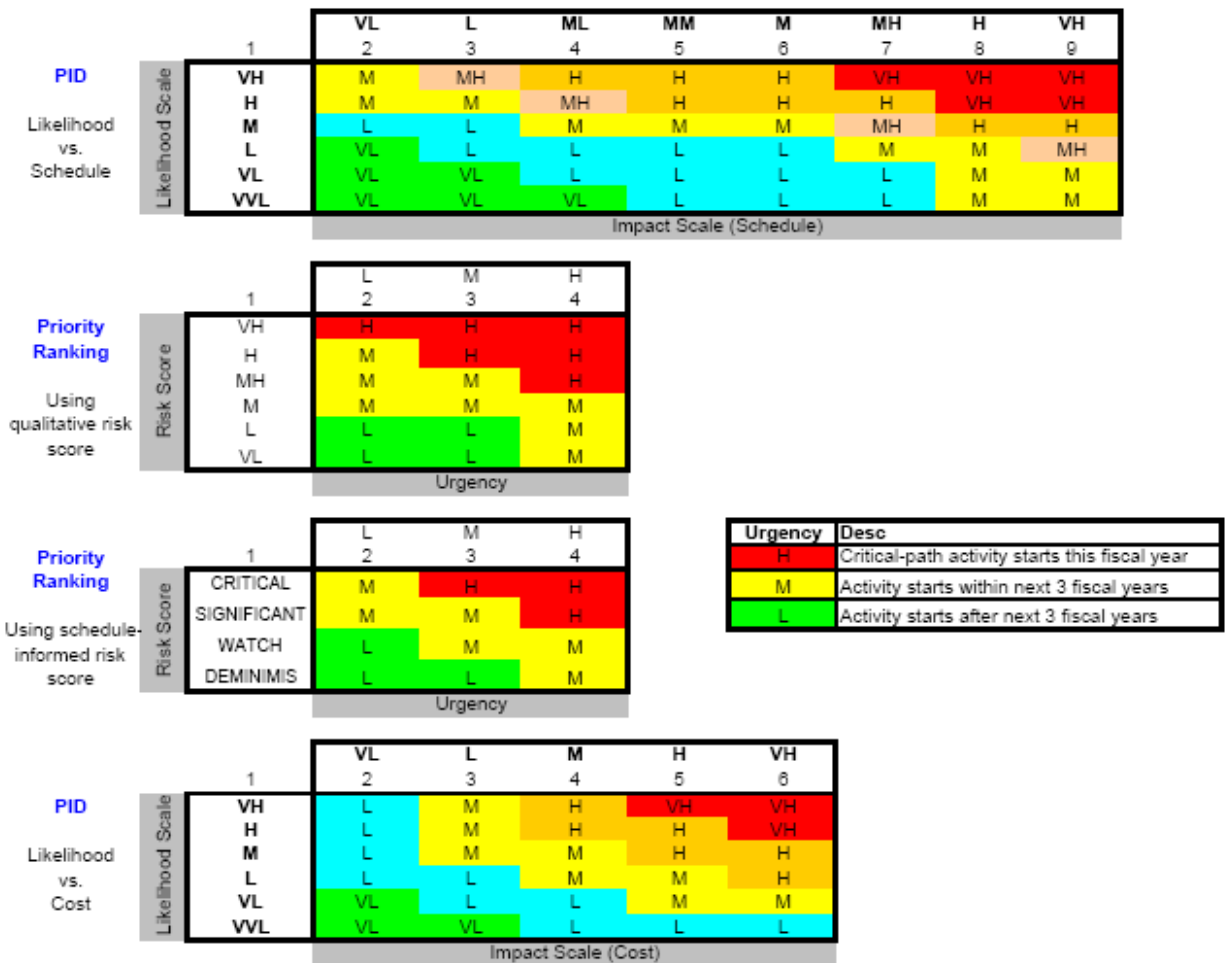 VL L ML MM M MH H VH
1 2 3 4 5 6 7 8 9
PID
Likelihood
vs.
Schedule
Likelihood Scale
VH M MH H H H VH VH VH
H M M MH H H H VH VH
M L L M M M MH H H
L VL L L L L M M MH
VL VL VL L L L L M M
VVL VL VL VL L L L M M
Impact Scale (Schedule)
L M H
1 2 3 4
Priority
Ranking
Using
qualitative risk
score
Risk Score
VH H H H
H M H H
MH M M H
M M M M
L L L M
VL L L M
Urgency
L M H
1 2 3 4
Priority
Ranking
Using schedule-
informed risk
score
Risk Score
CRITICAL M H H
SIGNIFICANT M M H
WATCH L M M
DEMINIMIS L L M
Urgency
Urgency Desc
H Critical-path activity starts this fiscal year
M Activity starts within next 3 fiscal years
L Activity starts after next 3 fiscal years
VL L M H VH
1 2 3 4 5 6
PID
Likelihood
vs.
Cost
Likelihood Scale
VH L M H VH VH
H L M H H VH
M L M M H H
L L L M M H
VL VL L L M M
VVL VL VL L L L
Impact Scale (Cost)